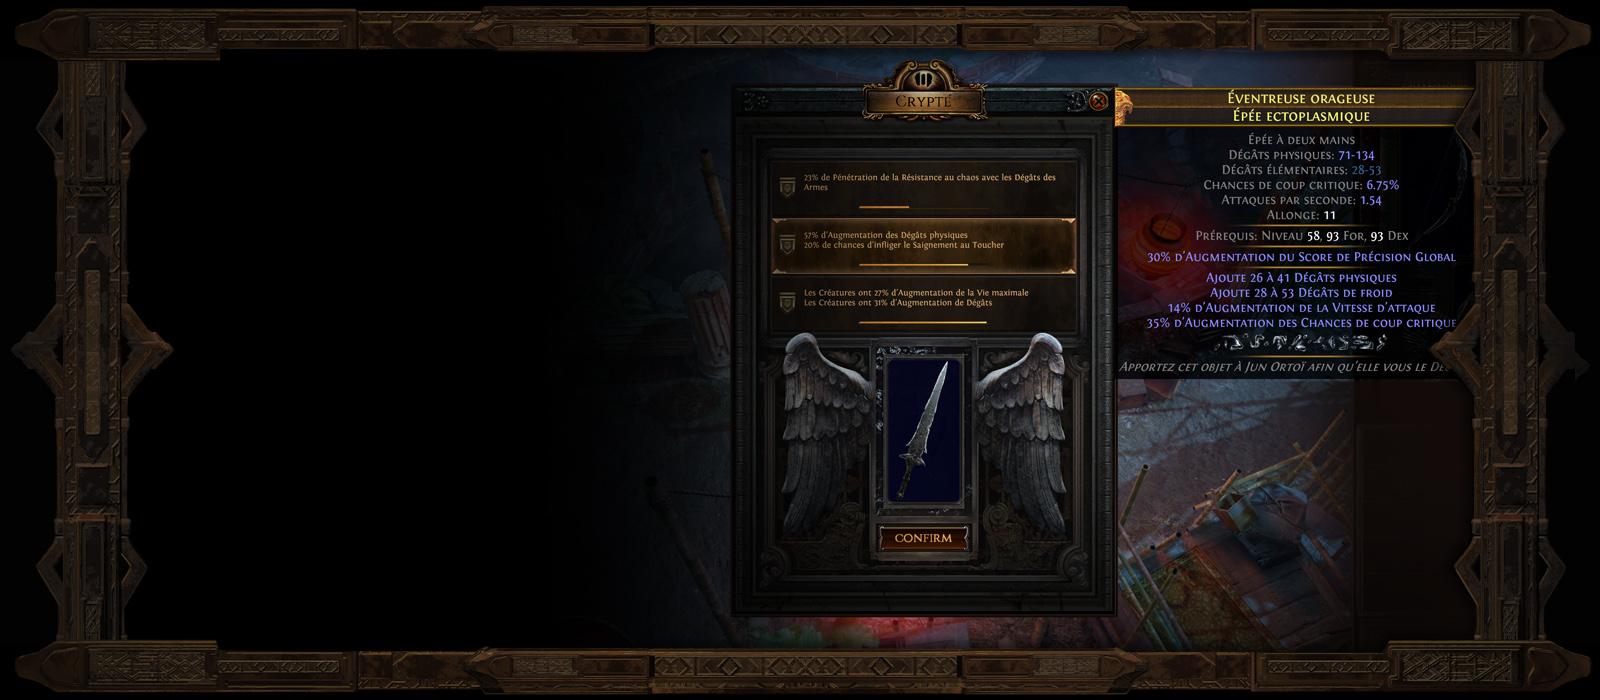 CRYPTÉ
23% de Pénétration de la Résistance au chaos avec les Dégâts des
Armes
57% d'Augmentation des Dégâts physiques
20% de chances d'infliger le Saignement au Toucher
Les Créatures ont 27% d'Augmentation de la Vie maximale
Les Créatures ont 31% d'Augmentation de Dégâts
CONFIRM
ÉVENTREUSE ORAGEUSE
ÉPÉE ECTOPLASMIQUE
ÉPÉE À DEUX MAINS
DÉGÂTS PHYSIQUES: 71-134
DÉGÂTS ÉLÉMENTAIRES: 28-53
CHANCES DE COUP CRITIQUE: 6.75%
ATTAQUES PAR SECONDE: 1.54
ALLONGE: 11
PRÉREQUIS: NIVEAU 58, 93 FOR, 93 DEX
30% D'AUGMENTATION DU SCORE DE PRÉCISION GLOBAL
AJOUTE 26 À 41 DÉGÂTS PHYSIQUES
AJOUTE 28 À 53 DÉGÂTS DE FROID
14% D'AUGMENTATION DE LA VITESSE D'ATTAQUE
35% D'AUGMENTATION DES CHANCES DE COUP CRITIQUE
APPORTEZ CET OBJET À JUN ORTOÏ AFIN QU'ELLE VOUS LE